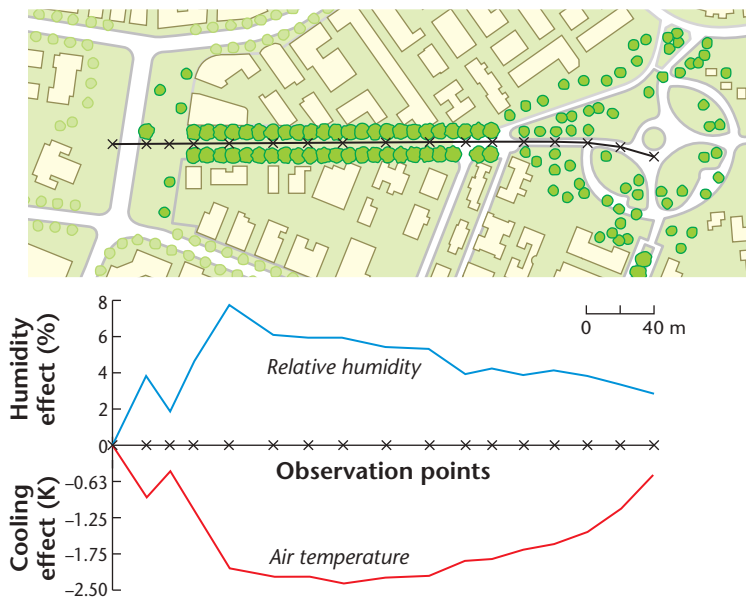 8
6
4
2
0
Humidity
effect (%)
Relative humidity
0 40 m
Observation points
−0.63
−1.25
−1.75
−2.50
Cooling
effect (K)
Air temperature